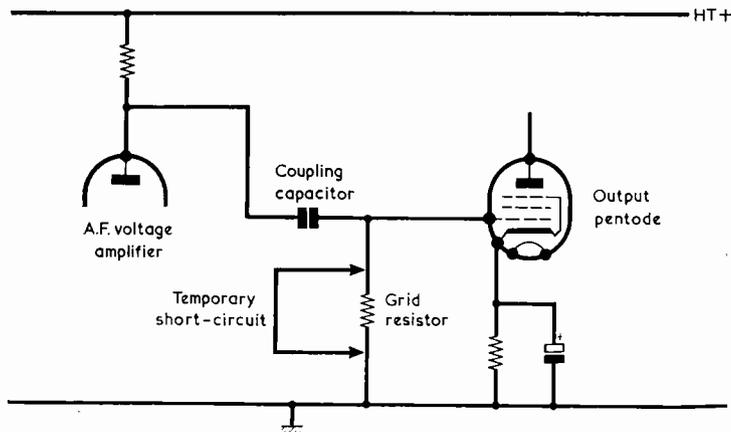 HT+
Coupling
capacitor
Output
pentode
A.F. voltage
amplifier
Temporary
short-circuit
Grid
resistor
+